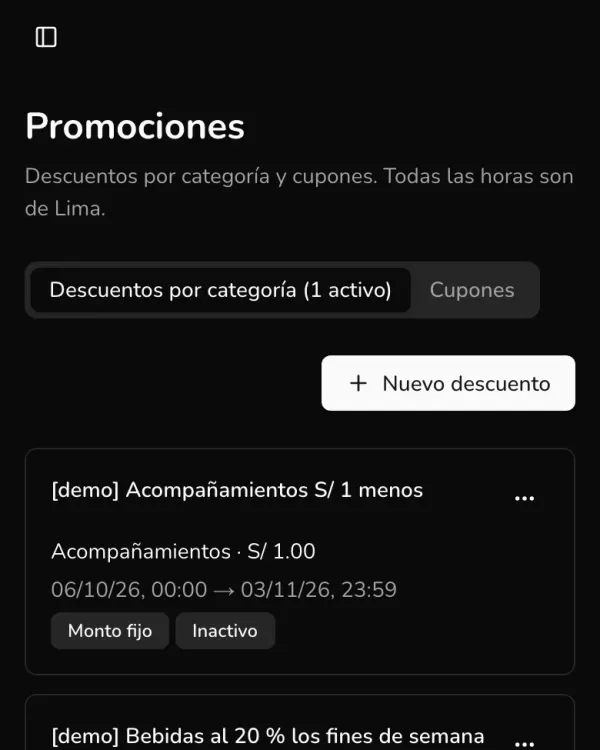 Promociones
Descuentos por categoría y cupones. Todas las horas son
de Lima.
Descuentos por categoría (1 activo)
Cupones
+ Nuevo descuento
[demo] Acompañamientos S/ 1 menos
...
Acompañamientos · S/ 1.00
06/10/26, 00:00 → 03/11/26, 23:59
Monto fijo
Inactivo
[demo] Bebidas al 20 % los fines de semana
...